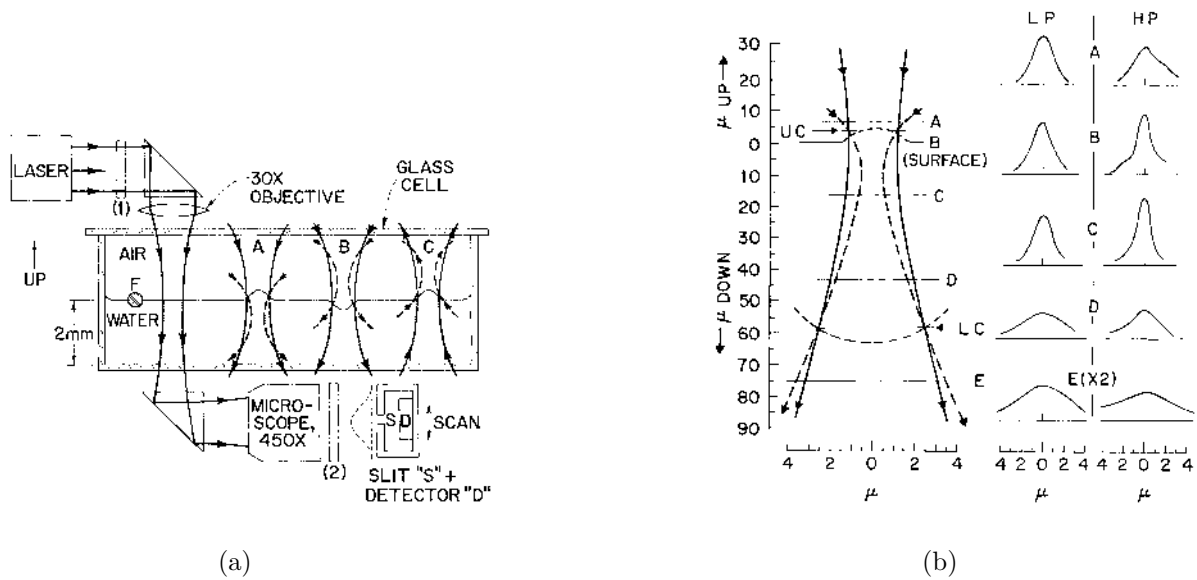 LASER
(1)
30X
OBJECTIVE
GLASS
CELL
UP
AIR
F
WATER
2mm
A
B
C
MICRO-
SCOPE,
450X
(2)
S D
SCAN
SLIT "S" +
DETECTOR "D"
(a)
μ UP
μ DOWN
30
20
10
0
10
20
30
40
50
60
70
80
90
UC
A
B
(SURFACE)
C
D
LC
E
4 2 0 2 4
μ
LP
HP
A
B
C
D
E(X2)
4 2 0 2 4
4 2 0 2 4
μ
μ
(b)